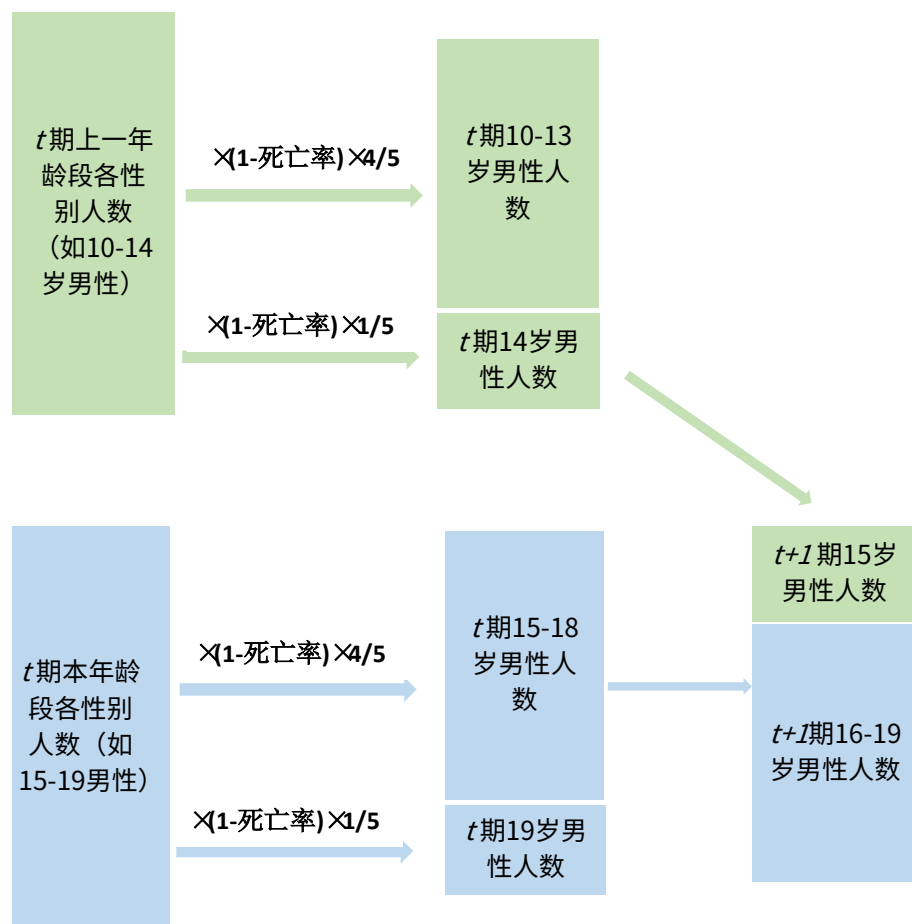 t期上一年
龄段各性
别人数
（如10-14
岁男性）
×(1-死亡率)×4/5
t期10-13
岁男性人
数
×(1-死亡率)×1/5
t期14岁男
性人数
t期本年龄
段各性别
人数（如
15-19男性）
×(1-死亡率)×4/5
t期15-18
岁男性人
数
×(1-死亡率)×1/5
t期19岁男
性人数
t+1期15岁
男性人数
t+1期16-19
岁男性人数